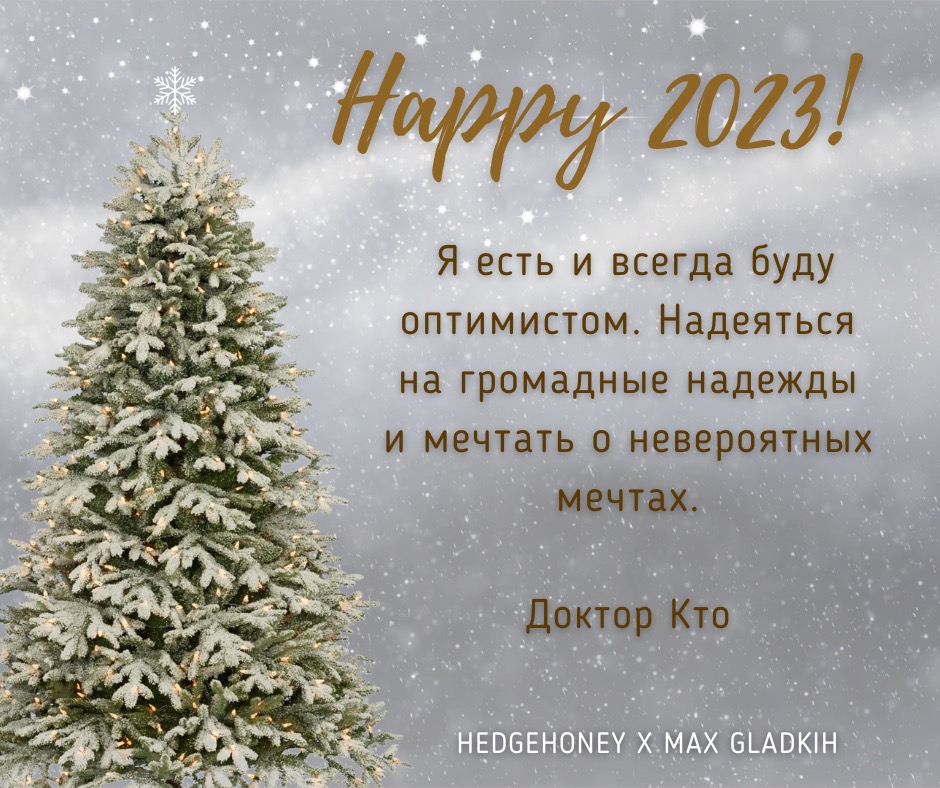 Happy 2023!
Я есть и всегда буду
оптимистом. Надеяться
на громадные надежды
и мечтать о невероятных
мечтах.
Доктор Кто
HEDGEHONEY X MAX GLADKIH